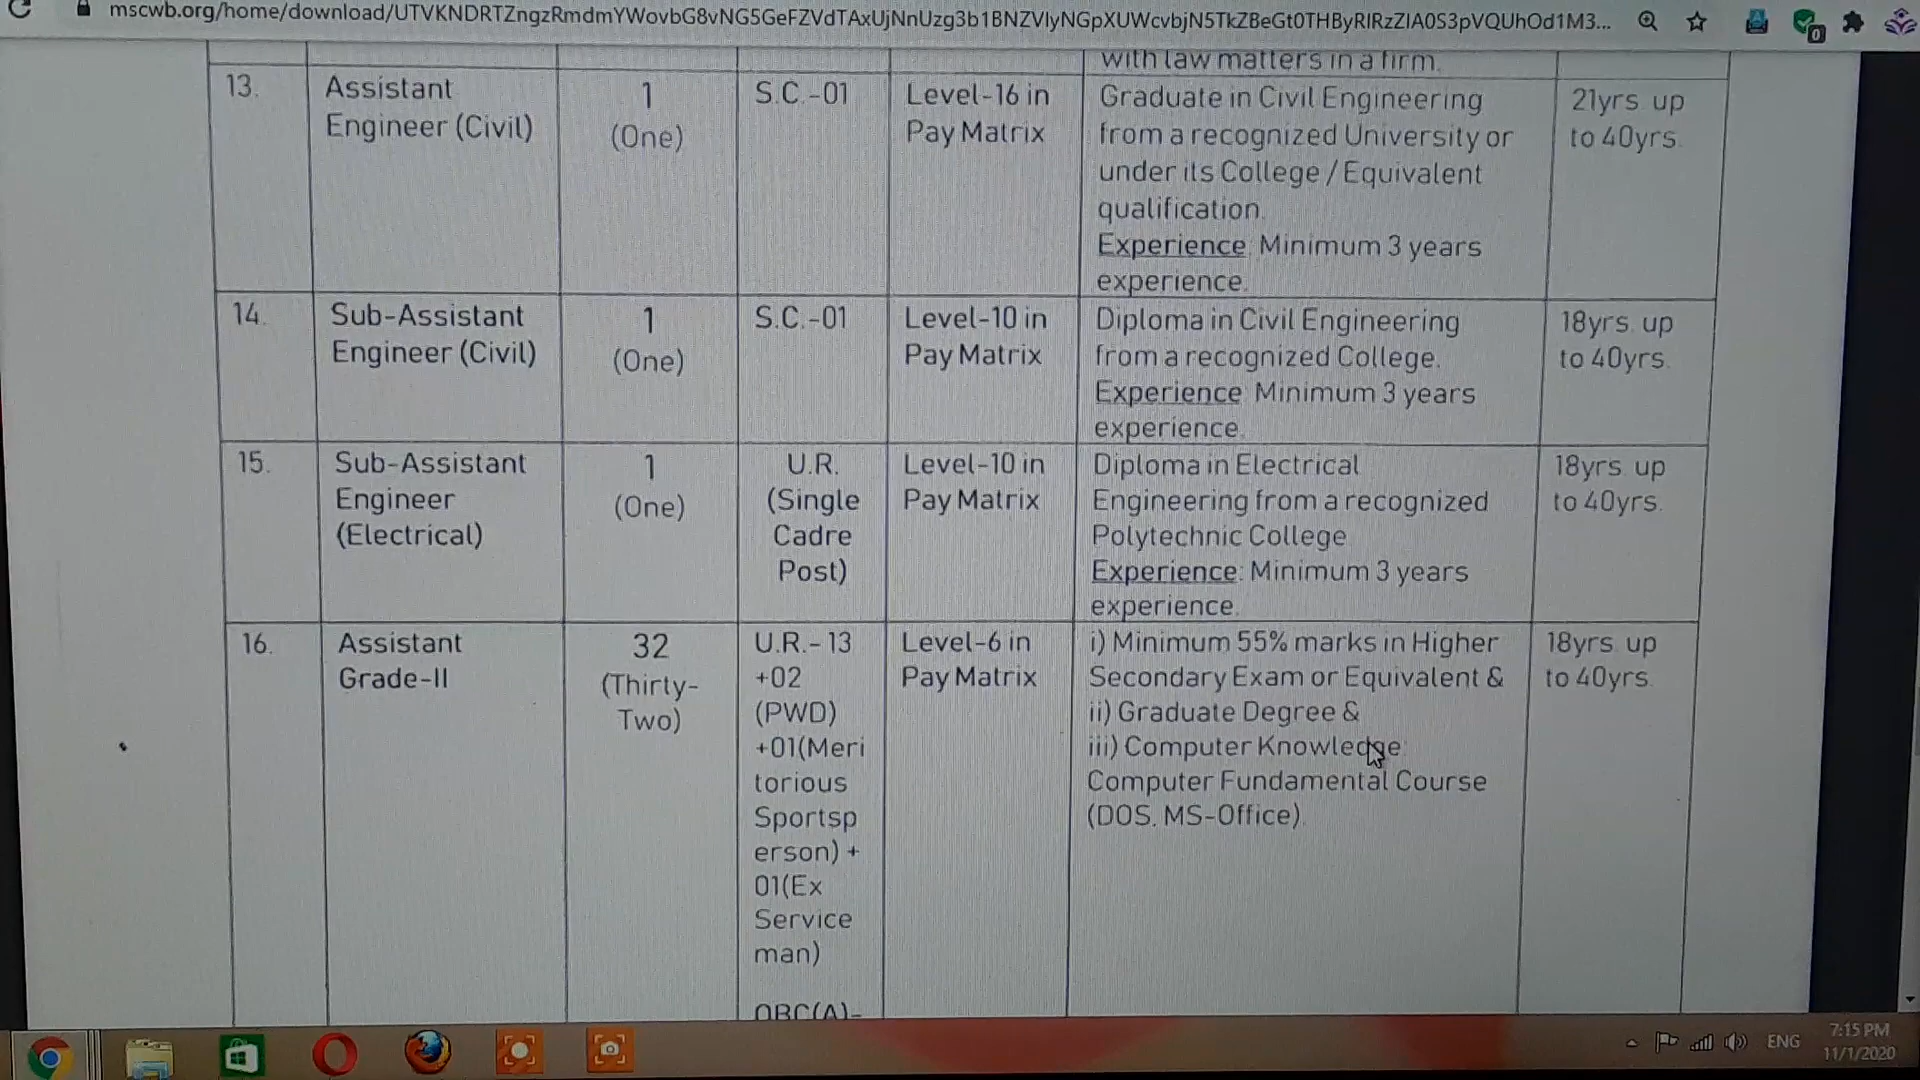 mscwb.org/home/download/
with law matters in a firm.
13.
Assistant
Engineer (Civil)
1
(One)
S.C.-01
Level-16 in
Pay Matrix
Graduate in Civil Engineering
from a recognized University or
under its College / Equivalent
qualification.
Experience: Minimum 3 years
experience.
21yrs. up
to 40yrs.
14.
Sub-Assistant
Engineer (Civil)
1
(One)
S.C.-01
Level-10 in
Pay Matrix
Diploma in Civil Engineering
from a recognized College.
Experience: Minimum 3 years
experience.
18yrs. up
to 40yrs.
15.
Sub-Assistant
Engineer
(Electrical)
1
(One)
U.R.
(Single
Cadre
Post)
Level-10 in
Pay Matrix
Diploma in Electrical
Engineering from a recognized
Polytechnic College
Experience: Minimum 3 years
experience.
18yrs. up
to 40yrs.
16.
Assistant
Grade-II
32
(Thirty-
Two)
U.R.- 13
+02
(PWD)
+01(Meri
torious
Sportsp
erson) +
01(Ex
Service
man)
OBC(A)-
Level-6 in
Pay Matrix
i) Minimum 55% marks in Higher
Secondary Exam or Equivalent &
ii) Graduate Degree &
iii) Computer Knowledge:
Computer Fundamental Course
(DOS, MS-Office).
18yrs. up
to 40yrs.
0
ENG
7:15 PM
11/1/2020